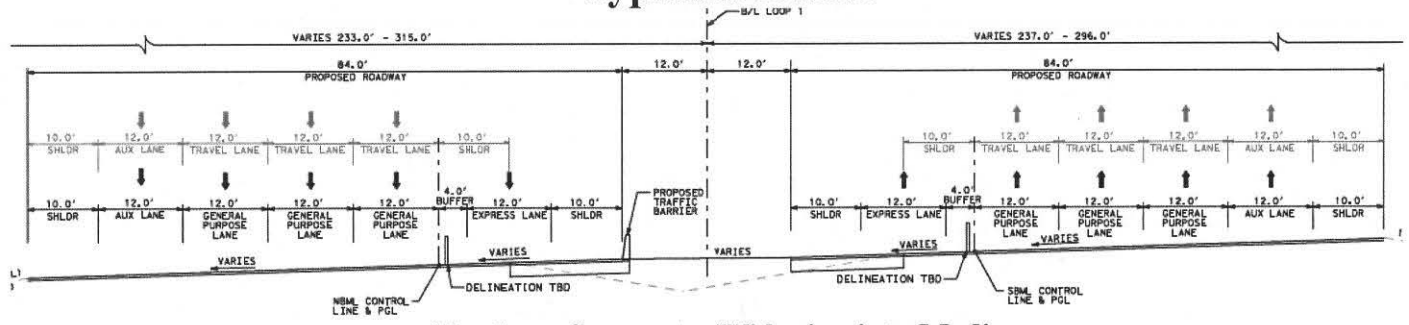 B/L LOOP 1
VARIES 233.0' - 315.0'
VARIES 237.0' - 296.0'
84.0'
PROPOSED ROADWAY
12.0'
12.0'
84.0'
PROPOSED ROADWAY
10.0' 12.0' 12.0' 12.0' 12.0' 10.0'
SHLDR AUX LANE TRAVEL LANE TRAVEL LANE TRAVEL LANE SHLDR
10.0' 12.0' 12.0' 12.0' 12.0' 10.0'
SHLDR TRAVEL LANE TRAVEL LANE TRAVEL LANE AUX LANE SHLDR
10.0' 12.0' 12.0' 12.0' 12.0' 4.0' 12.0' 10.0'
SHLDR AUX LANE GENERAL PURPOSE LANE GENERAL PURPOSE LANE GENERAL PURPOSE LANE BUFFER EXPRESS LANE SHLDR
PROPOSED
TRAFFIC
BARRIER
10.0' 12.0' 4.0' 12.0' 12.0' 12.0' 12.0' 10.0'
SHLDR EXPRESS LANE BUFFER GENERAL PURPOSE LANE GENERAL PURPOSE LANE GENERAL PURPOSE LANE AUX LANE SHLDR
VARIES
VARIES
VARIES
VARIES
VARIES
DELINEATION TBD
NBML CONTROL
LINE & PGL
DELINEATION TBD
SBML CONTROL
LINE & PGL